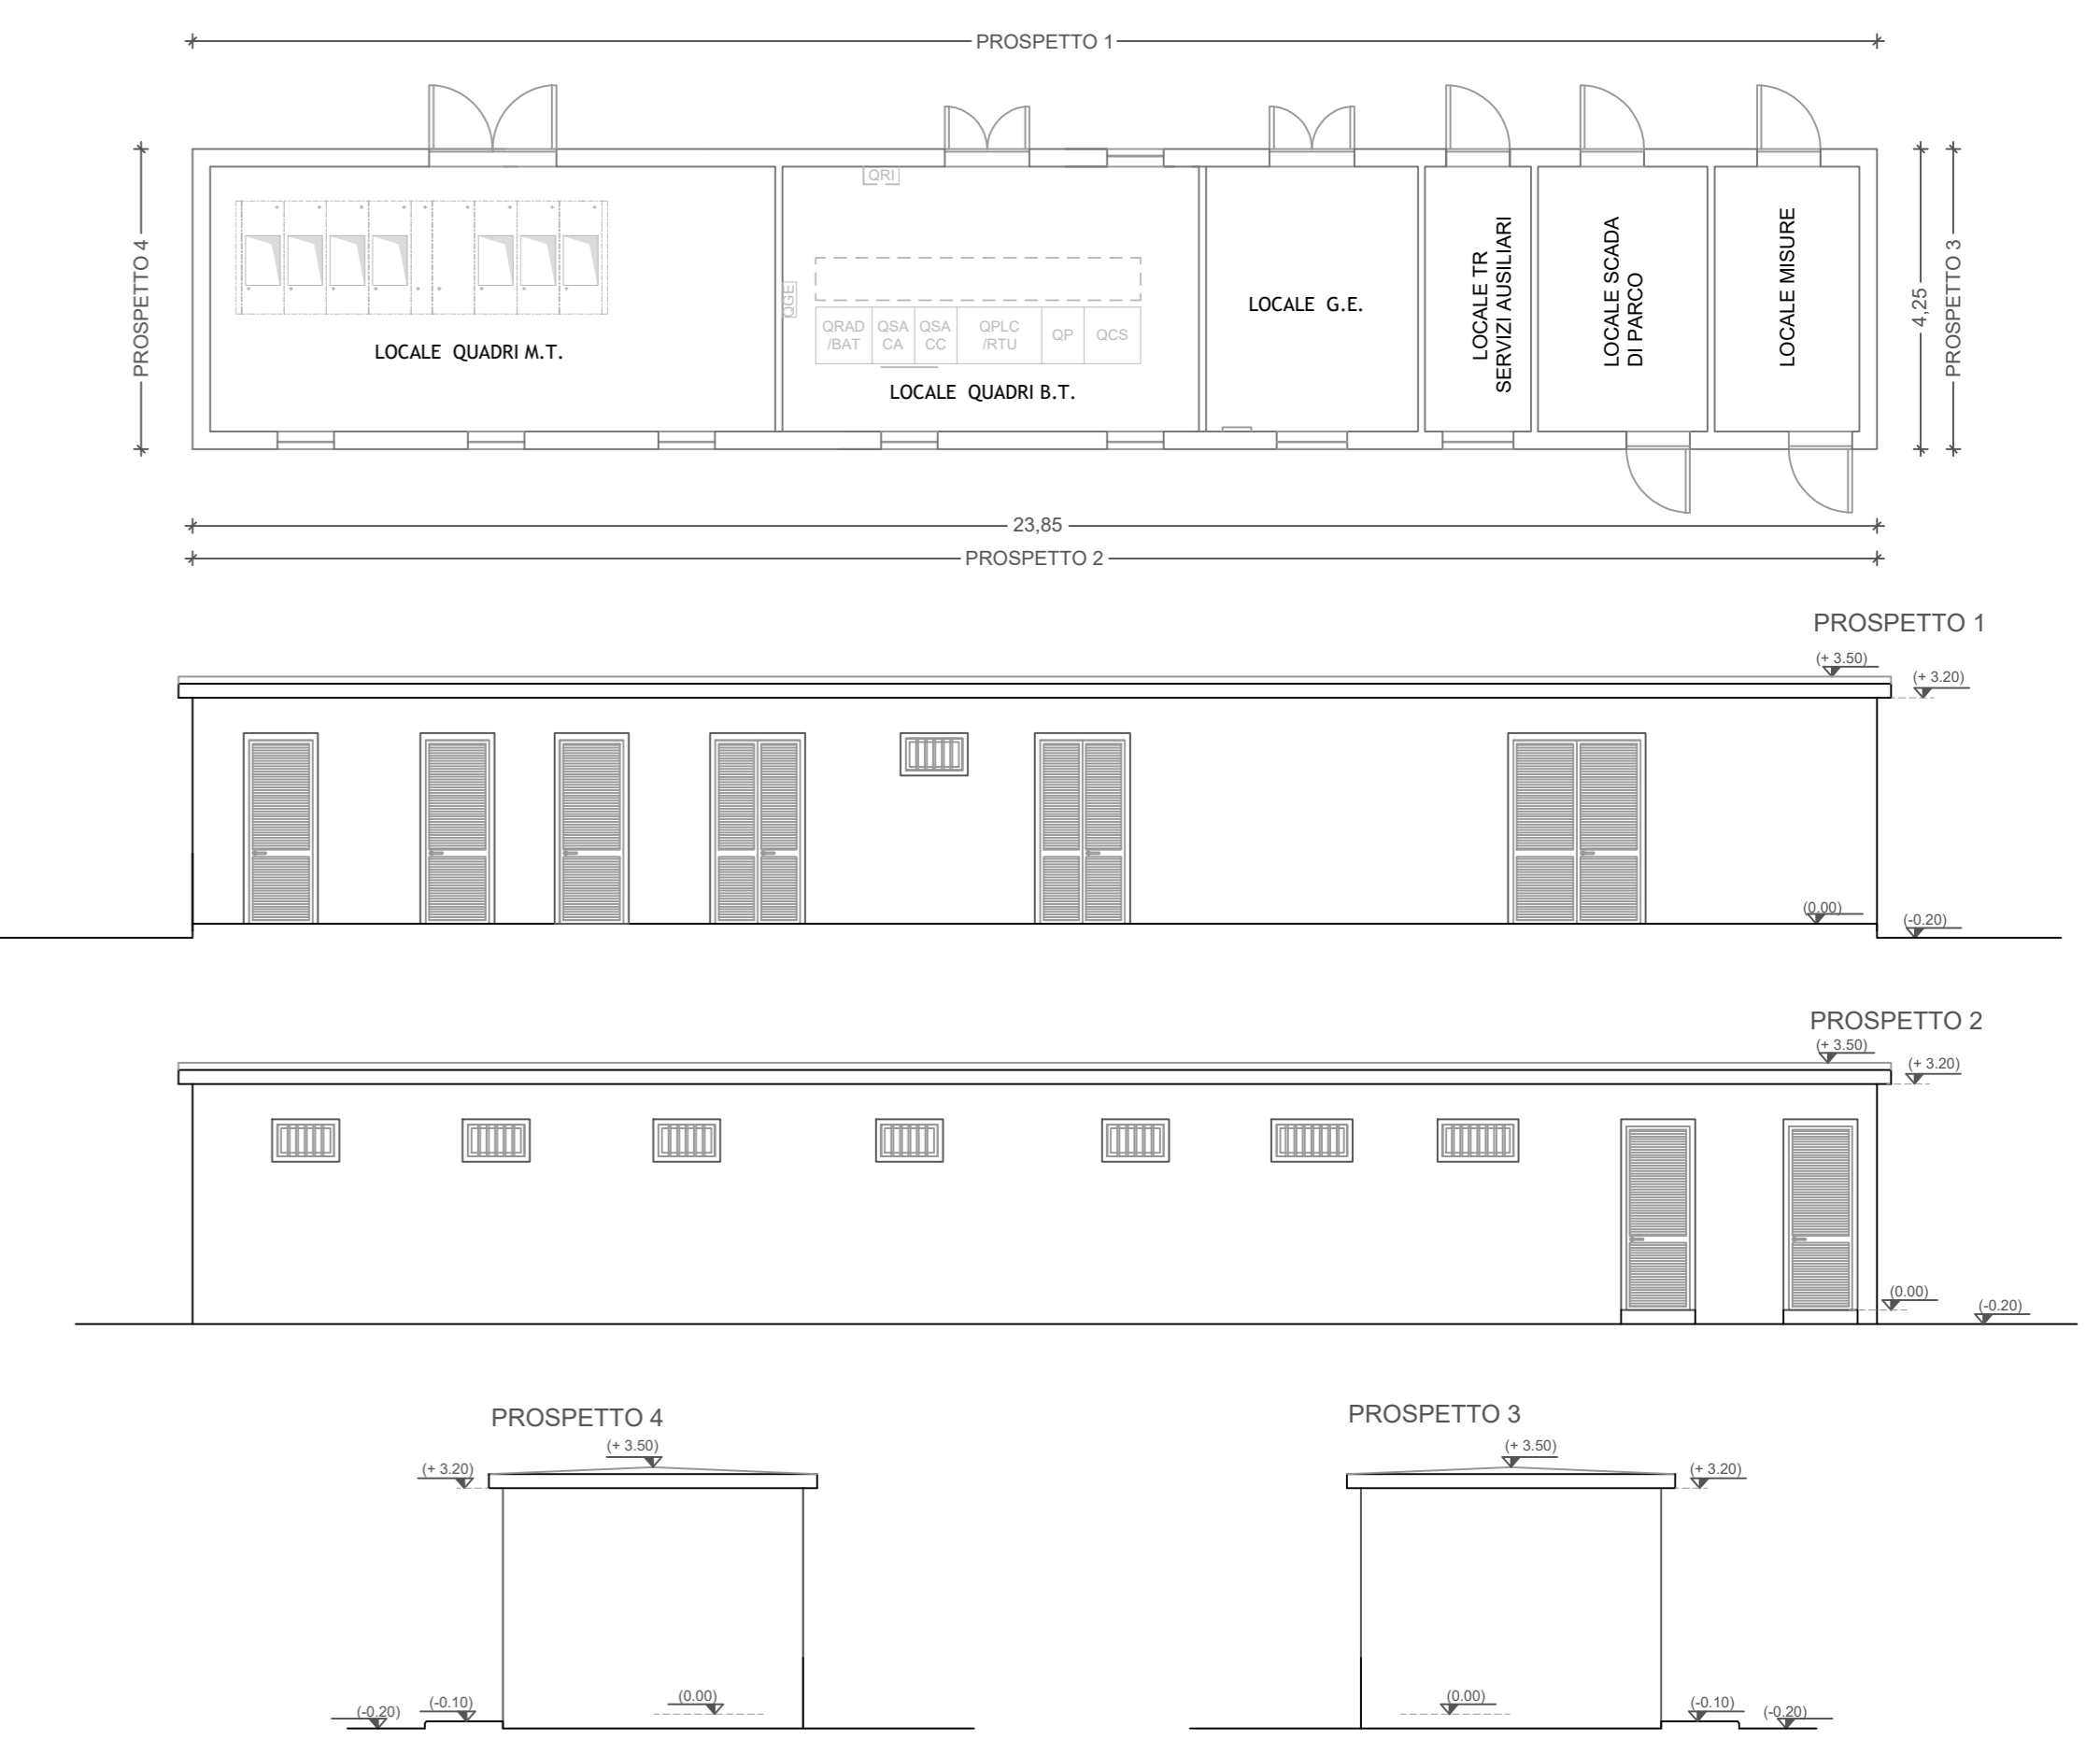 PROSPETTO 1
PROSPETTO 4
QRI
QGE
QRAD
/BAT
QSA
CA
QSA
CC
QPLC
/RTU
QP
QCS
LOCALE QUADRI M.T.
LOCALE QUADRI B.T.
LOCALE G.E.
LOCALE TR
SERVIZI AUSILIARI
LOCALE SCADA
DI PARCO
LOCALE MISURE
4,25
PROSPETTO 3
23,85
PROSPETTO 2
PROSPETTO 1
(+ 3.50)
(+ 3.20)
(0.00)
(-0.20)
PROSPETTO 2
(+ 3.50)
(+ 3.20)
(0.00)
(-0.20)
PROSPETTO 4
(+ 3.50)
(+ 3.20)
(0.00)
(-0.10)
(-0.20)
PROSPETTO 3
(+ 3.50)
(+ 3.20)
(0.00)
(-0.10)
(-0.20)